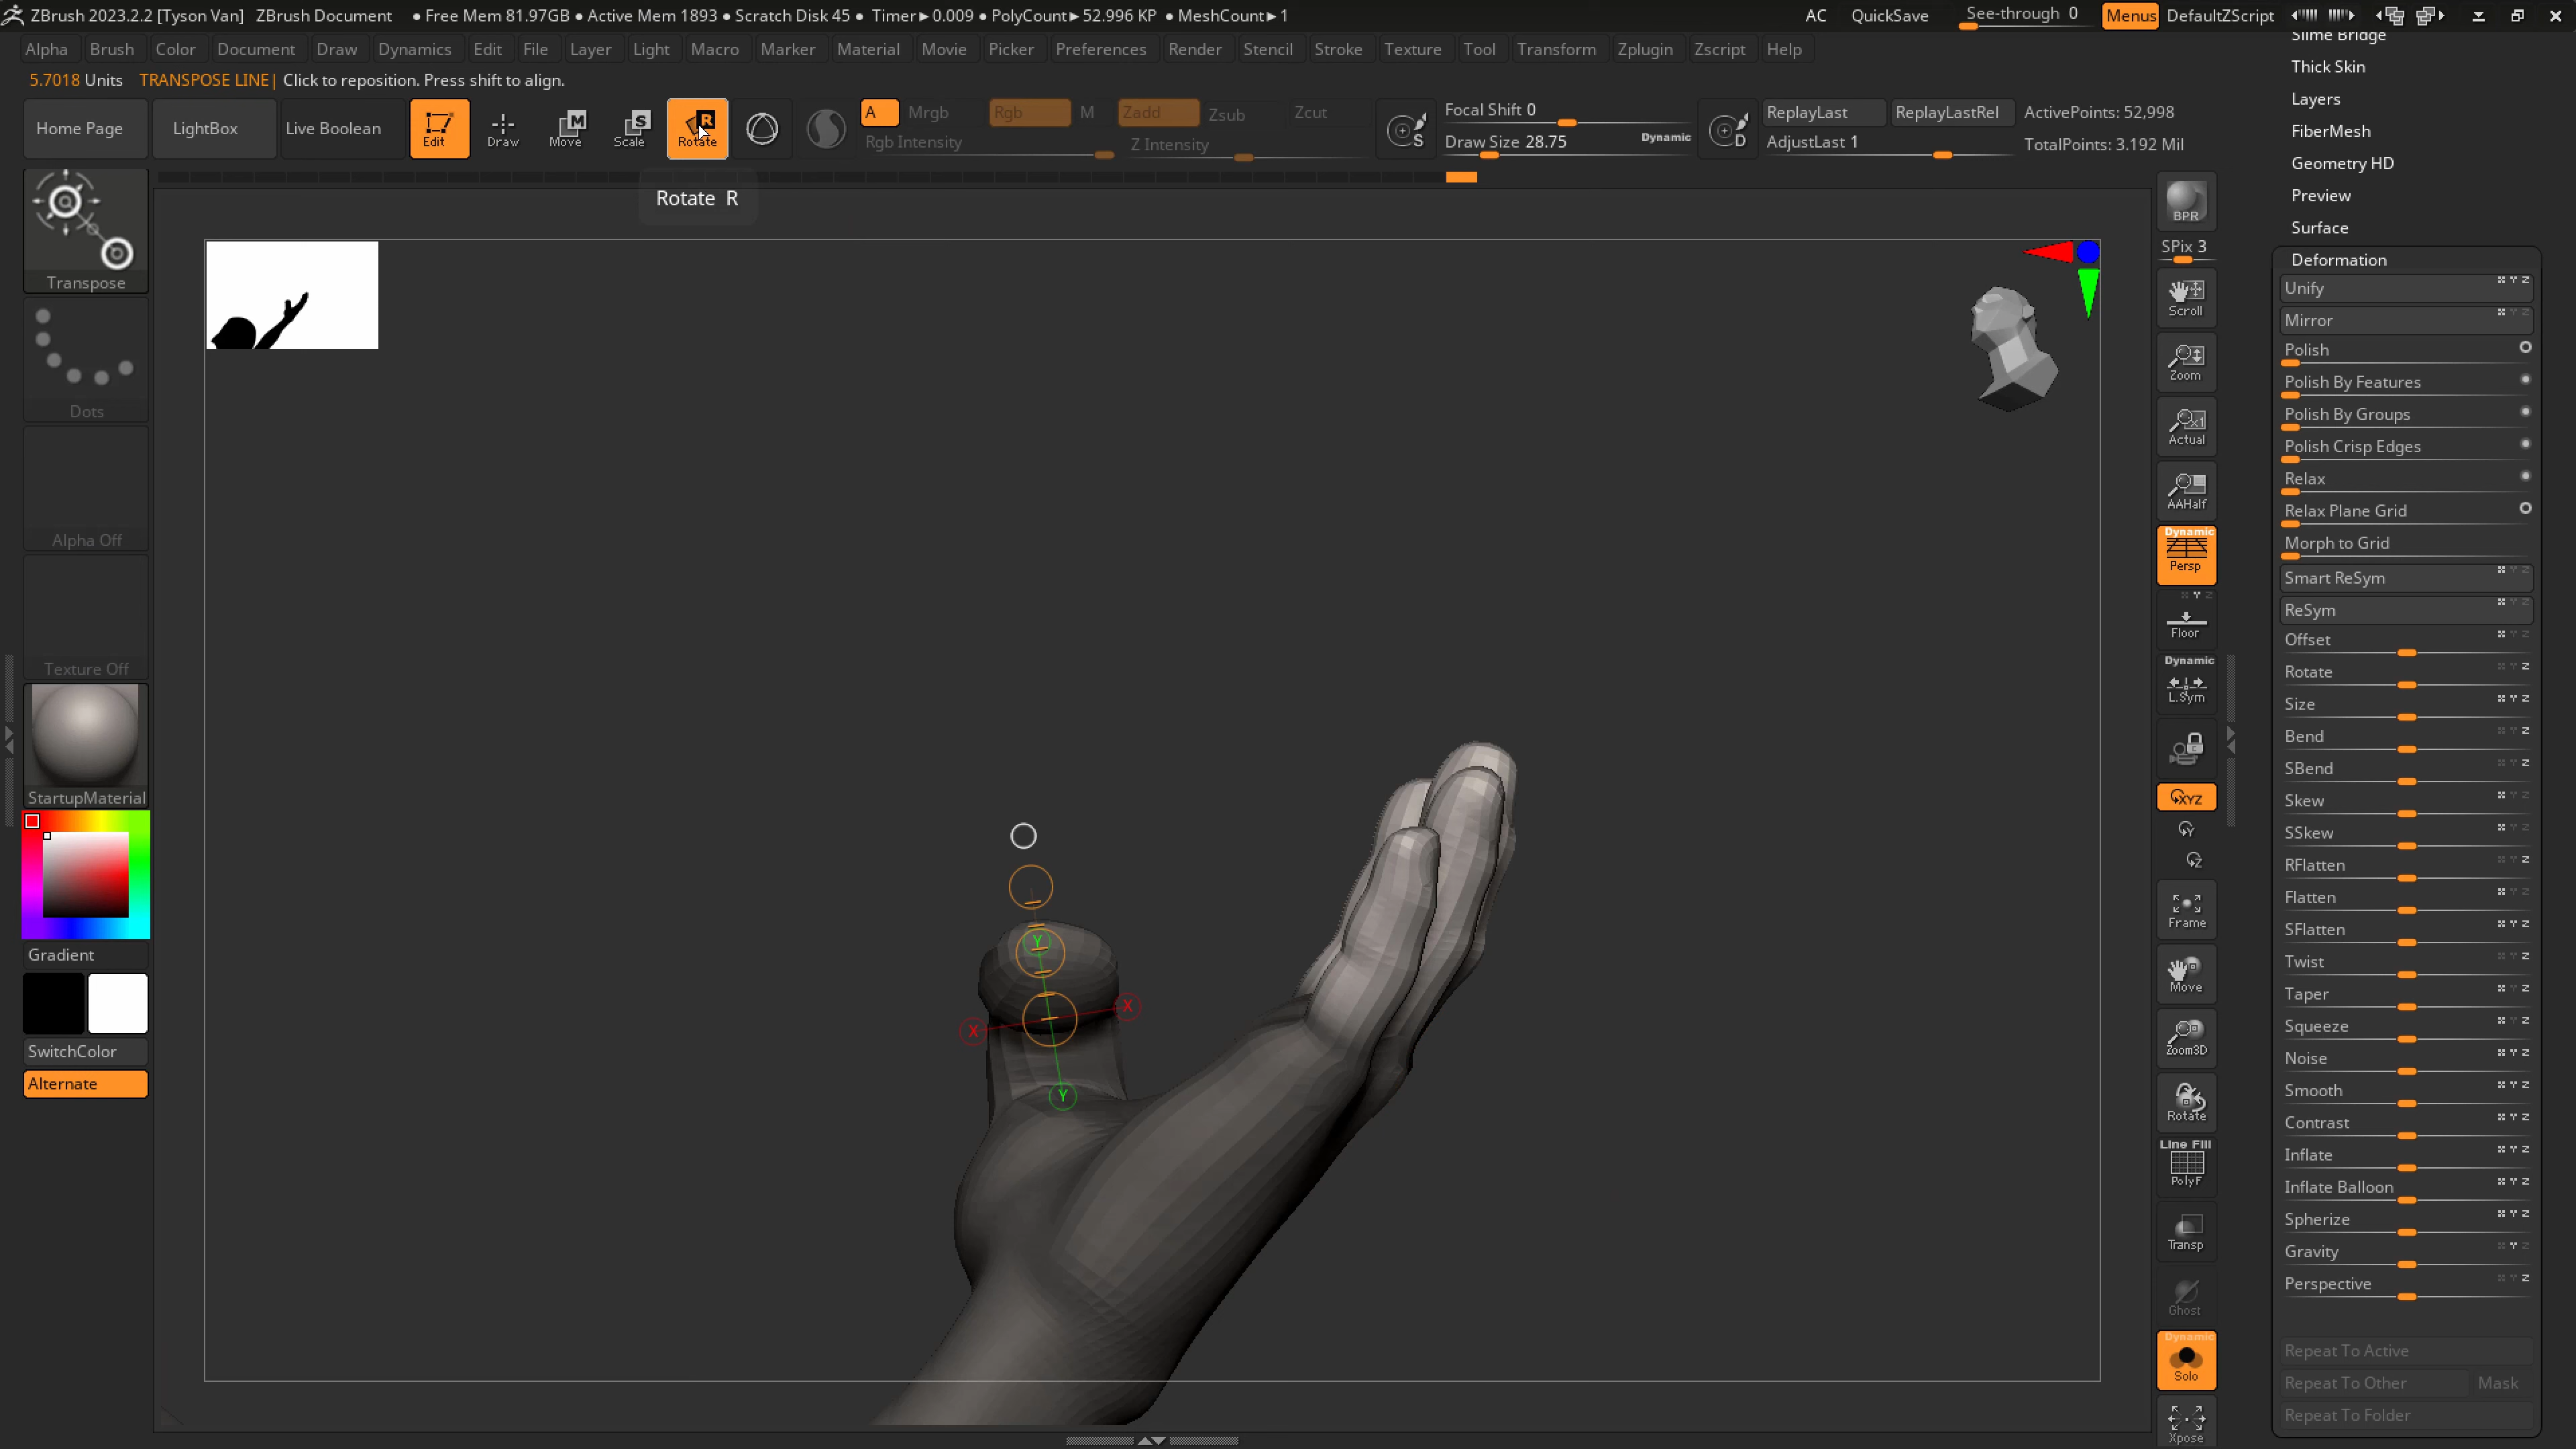 ZBrush 2023.2.2 [Tyson Van] ZBrush Document ● Free Mem 81.97GB ● Active Mem 1893 ● Scratch Disk 45 ● Timer▶0.009 ● PolyCount▶52.996 KP ● MeshCount▶1 AC QuickSave See-through 0 Menus DefaultZScript
Alpha Brush Color Document Draw Dynamics Edit File Layer Light Macro Marker Material Movie Picker Preferences Render Stencil Stroke Texture Tool Transform Zplugin Zscript Help
5.7018 Units TRANSPOSE LINE| Click to reposition. Press shift to align.
Home Page LightBox Live Boolean Edit Draw M Move S Scale R Rotate A Mrgb Rgb M Zadd Zsub Zcut
Rgb Intensity Z Intensity
S Focal Shift 0
Draw Size 28.75 Dynamic
D ReplayLast ReplayLastRel ActivePoints: 52,998
AdjustLast 1 TotalPoints: 3.192 Mil
Rotate R
Transpose
Dots
Alpha Off
Texture Off
StartupMaterial
Gradient
SwitchColor
Alternate
Y
X
X
Y
BPR
SPix 3
Scroll
Zoom
x1
Actual
AAHalf
Dynamic
Persp
X Y Z
Floor
Dynamic
L.Sym
XYZ
Y
Z
Frame
Move
Zoom3D
Rotate
Line Fill
PolyF
Transp
Ghost
Dynamic
Solo
Xpose
Slime Bridge
Thick Skin
Layers
FiberMesh
Geometry HD
Preview
Surface
Deformation
Unify X Y Z
Mirror X Y Z
Polish
Polish By Features
Polish By Groups
Polish Crisp Edges
Relax
Relax Plane Grid
Morph to Grid
Smart ReSym X Y Z
ReSym X Y Z
Offset X Y Z
Rotate X Y Z
Size X Y Z
Bend X Y Z
SBend X Y Z
Skew X Y Z
SSkew X Y Z
RFlatten X Y Z
Flatten X Y Z
SFlatten X Y Z
Twist X Y Z
Taper X Y Z
Squeeze X Y Z
Noise X Y Z
Smooth X Y Z
Contrast X Y Z
Inflate X Y Z
Inflate Balloon X Y Z
Spherize X Y Z
Gravity X Y Z
Perspective X Y Z
Repeat To Active
Repeat To Other Mask
Repeat To Folder